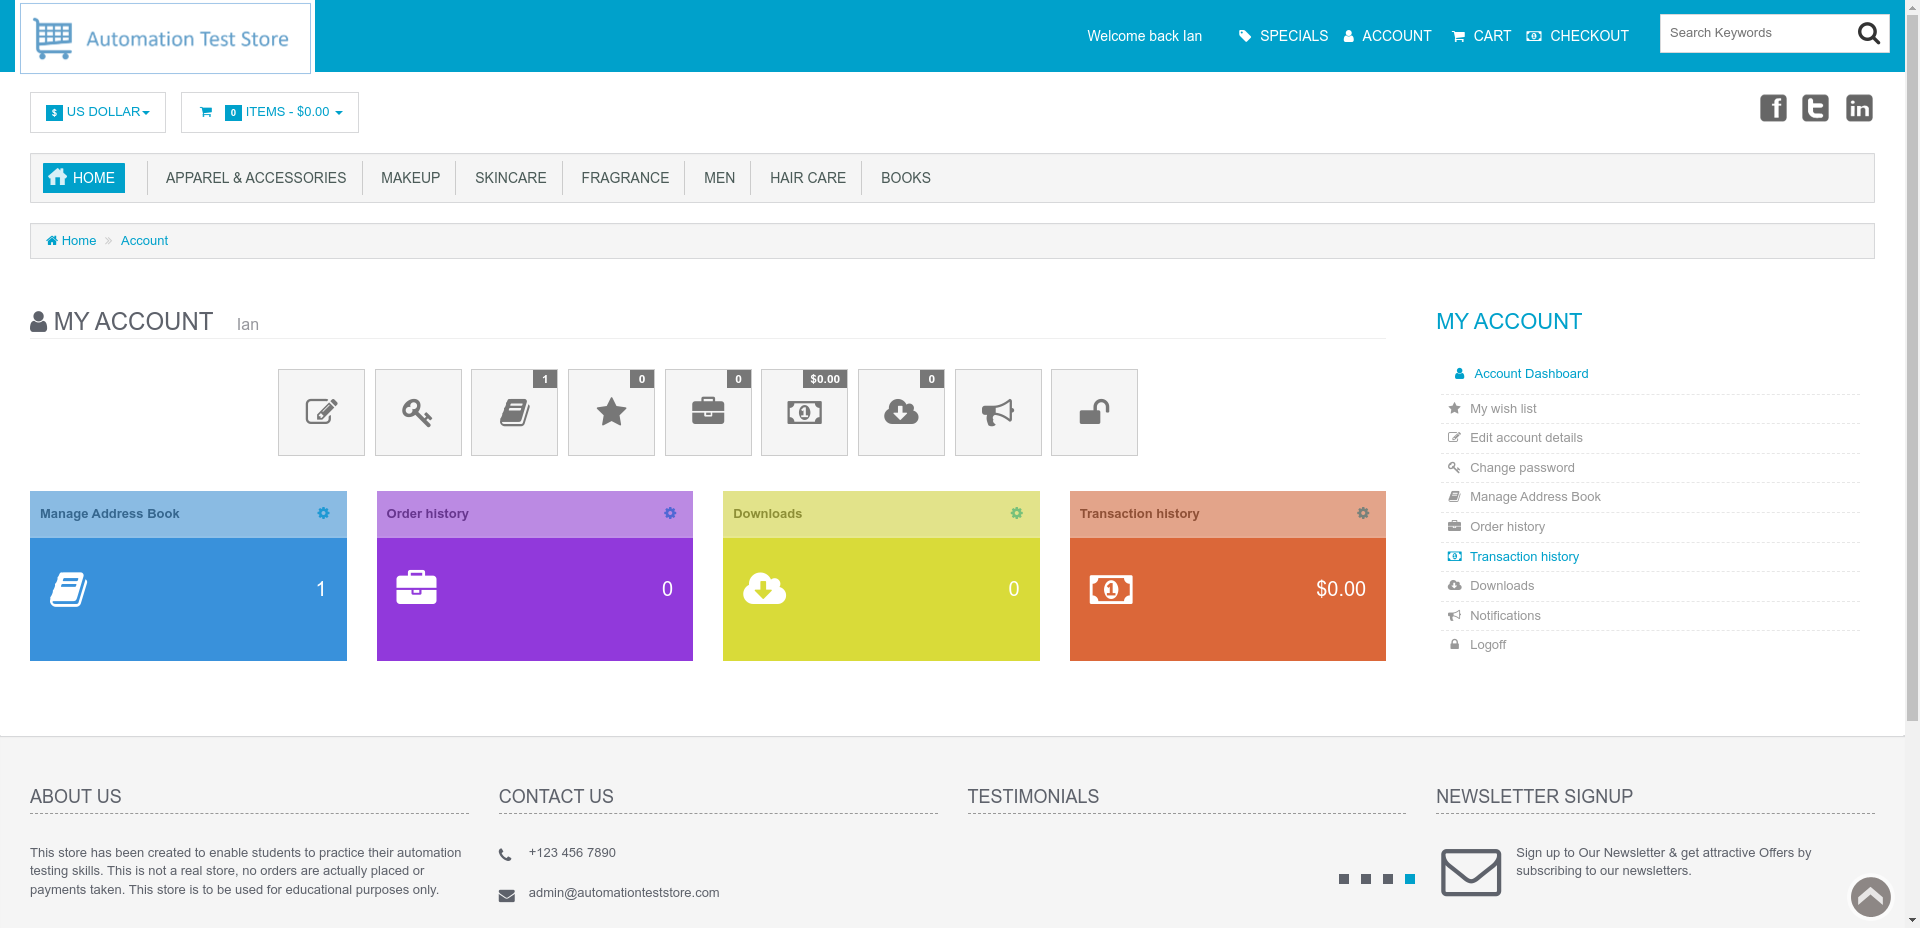 Automation Test Store
Welcome back Ian
SPECIALS
ACCOUNT
CART
CHECKOUT
Search Keywords
$ US DOLLAR
0 ITEMS - $0.00
HOME
APPAREL & ACCESSORIES
MAKEUP
SKINCARE
FRAGRANCE
MEN
HAIR CARE
BOOKS
Home » Account
MY ACCOUNT Ian
1
0
0
$0.00
0
Manage Address Book
1
Order history
0
Downloads
0
Transaction history
$0.00
MY ACCOUNT
Account Dashboard
My wish list
Edit account details
Change password
Manage Address Book
Order history
Transaction history
Downloads
Notifications
Logoff
ABOUT US
This store has been created to enable students to practice their automation
testing skills. This is not a real store, no orders are actually placed or
payments taken. This store is to be used for educational purposes only.
CONTACT US
+123 456 7890
admin@automationteststore.com
TESTIMONIALS
NEWSLETTER SIGNUP
Sign up to Our Newsletter & get attractive Offers by
subscribing to our newsletters.